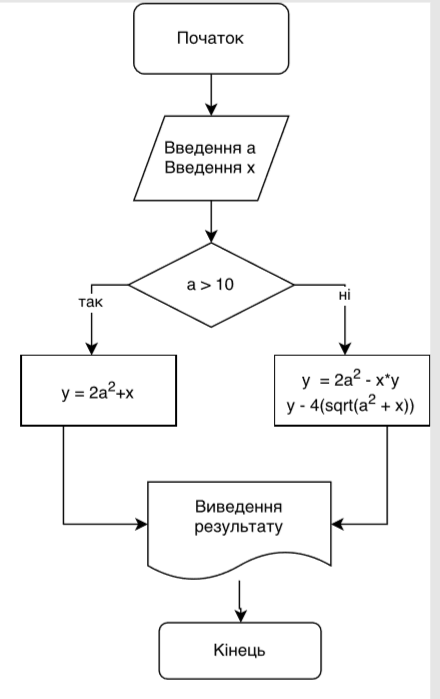 Початок
Введення а
Введення х
a > 10
так
ні
y = 2a²+x
y = 2a² - x*y
y - 4(sqrt(a² + x))
Виведення
результату
Кінець